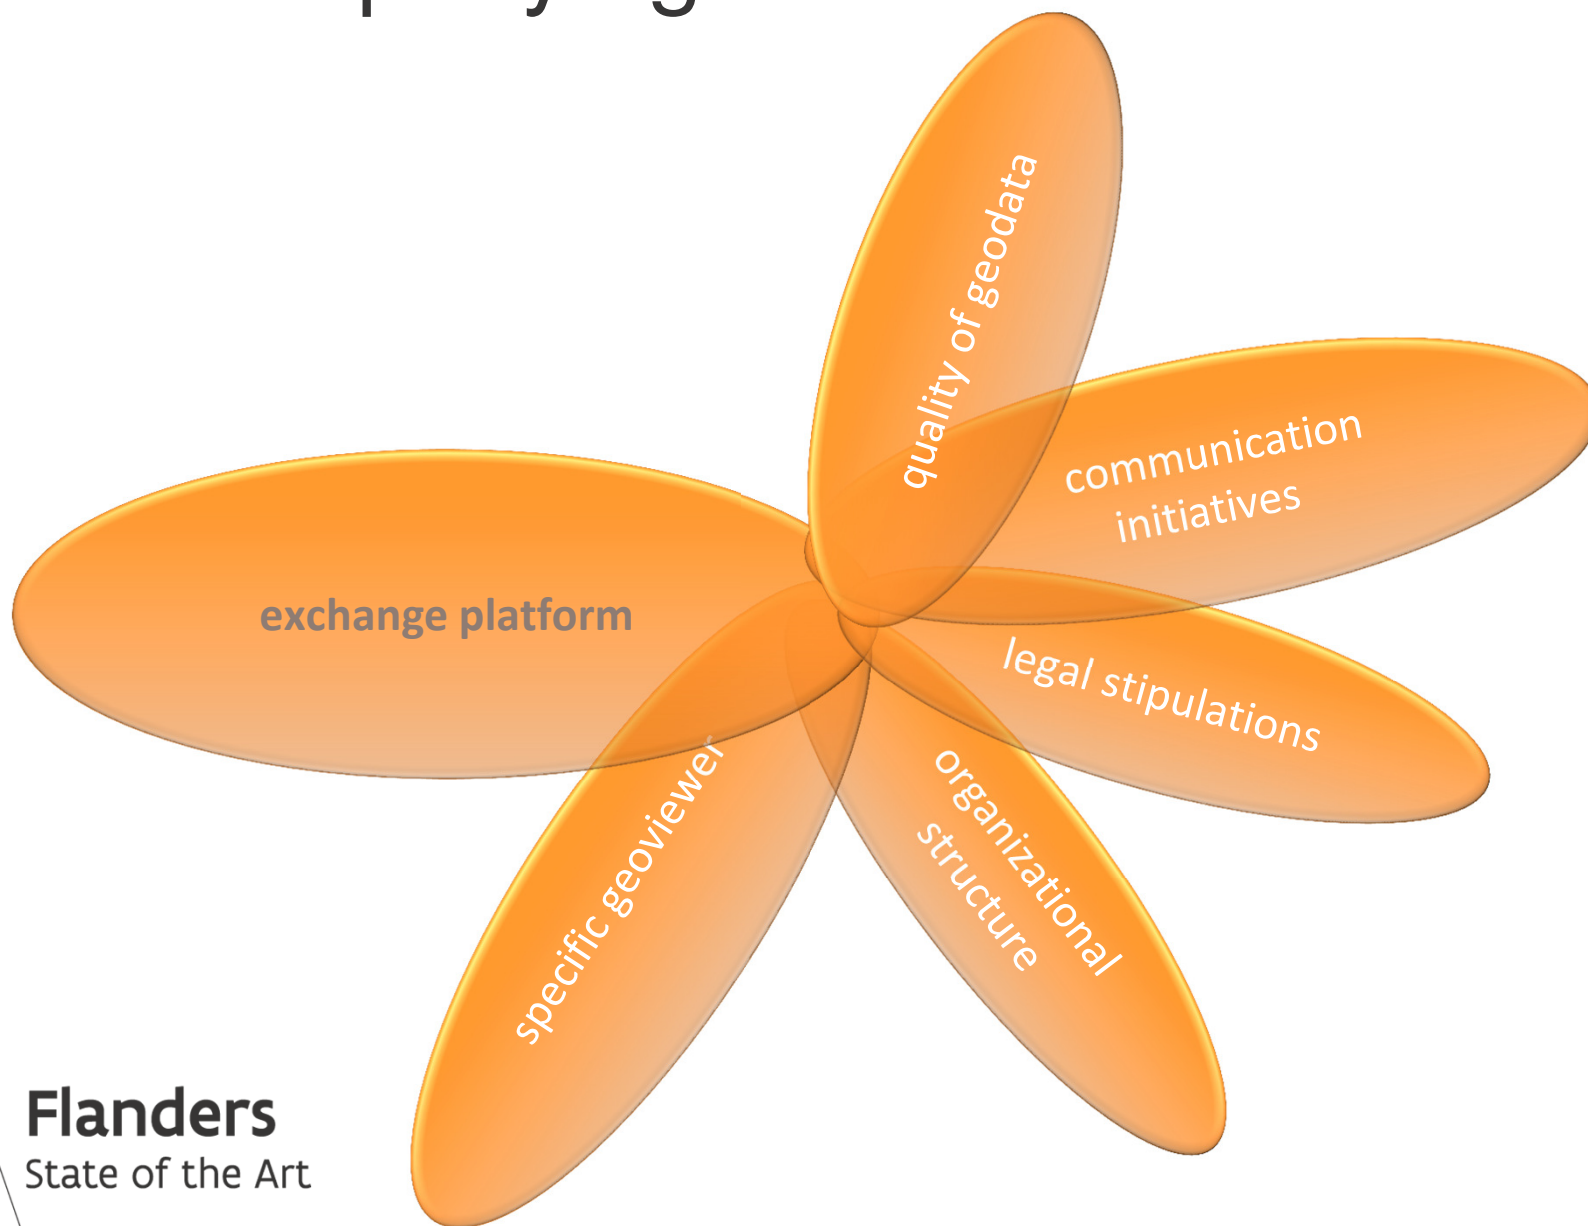 quality of geodata
communication
initiatives
exchange platform
legal stipulations
specific geoviewer
organizational
structure
Flanders
State of the Art